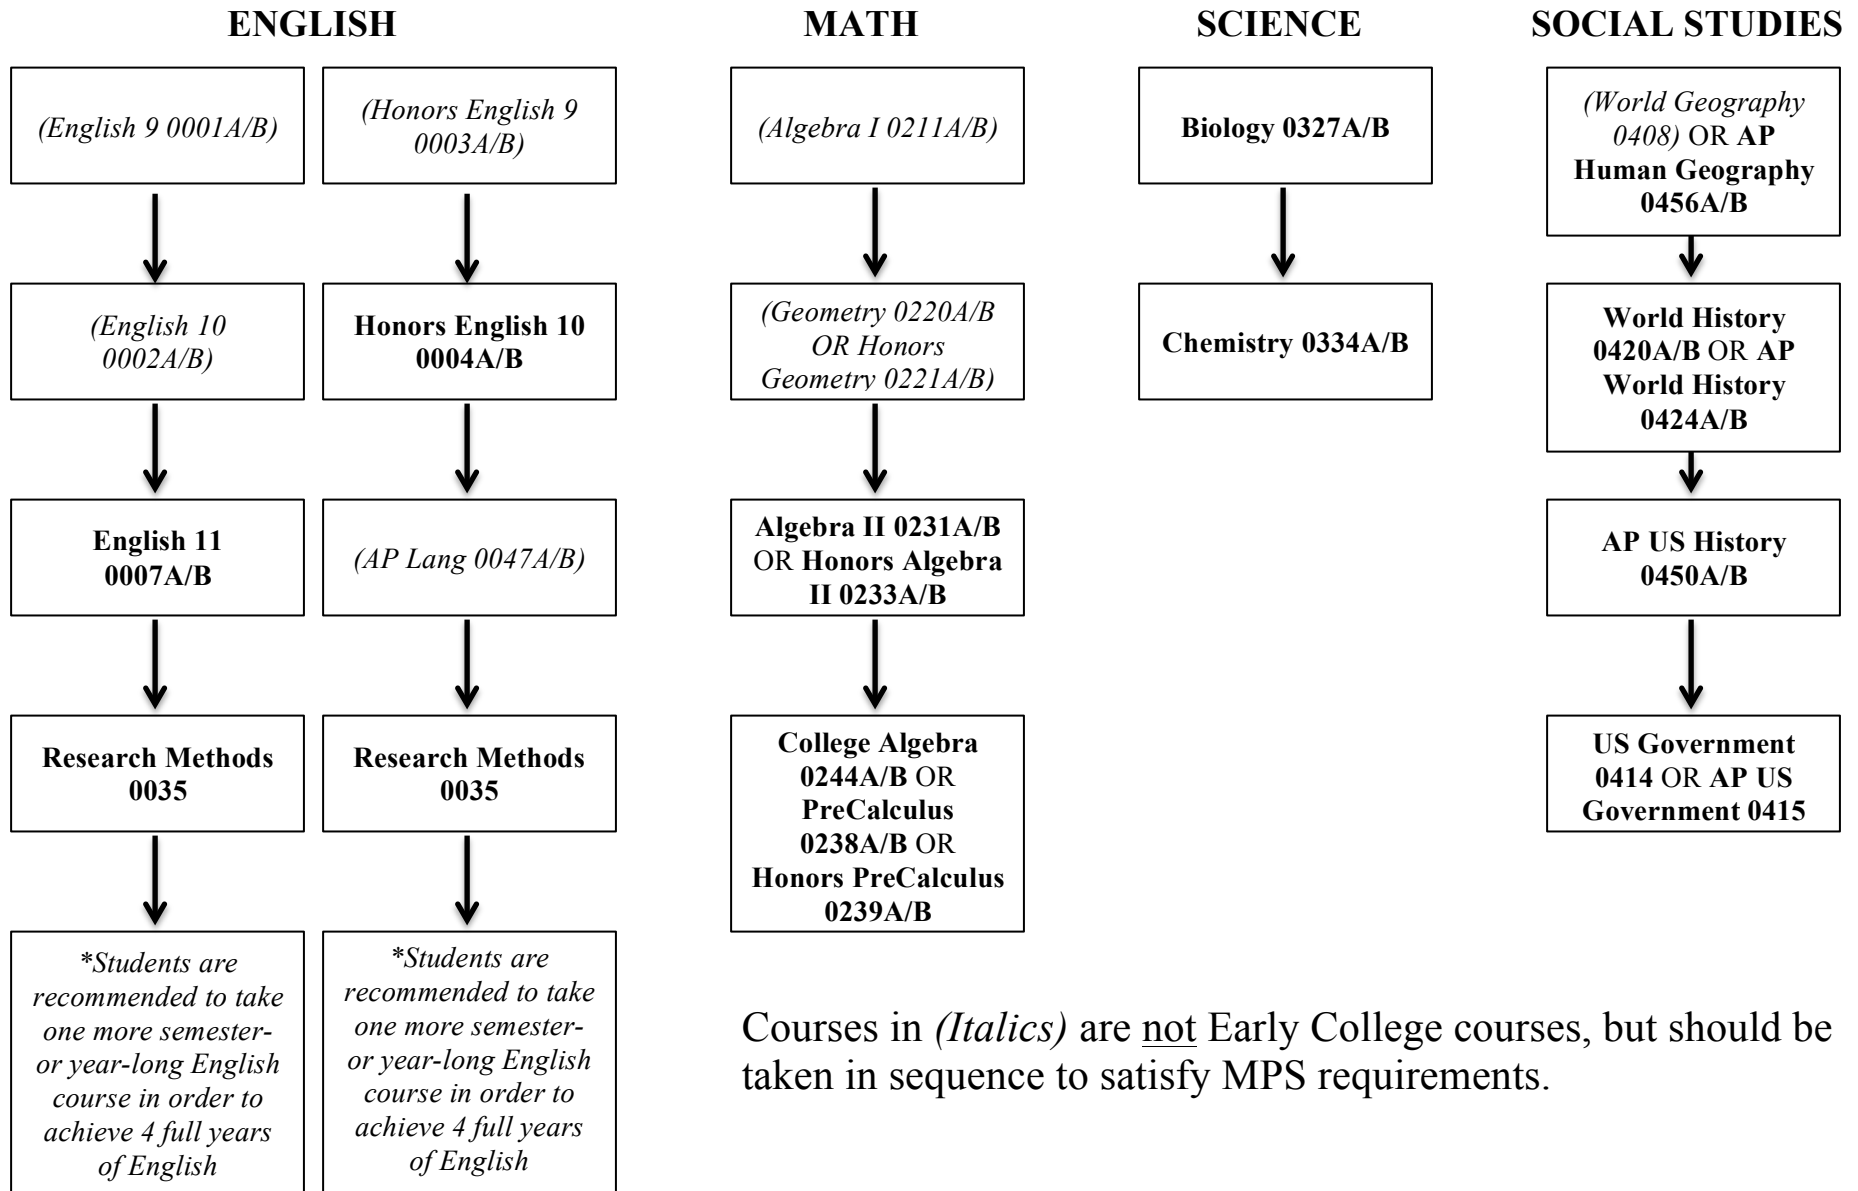 ENGLISH
(English 9 0001A/B)
(English 10
0002A/B)
English 11
0007A/B
Research Methods
0035
*Students are
recommended to take
one more semester-
or year-long English
course in order to
achieve 4 full years
of English
(Honors English 9
0003A/B)
Honors English 10
0004A/B
(AP Lang 0047A/B)
Research Methods
0035
*Students are
recommended to take
one more semester-
or year-long English
course in order to
achieve 4 full years
of English
MATH
(Algebra I 0211A/B)
(Geometry 0220A/B
OR Honors
Geometry 0221A/B)
Algebra II 0231A/B
OR Honors Algebra
II 0233A/B
College Algebra
0244A/B OR
PreCalculus
0238A/B OR
Honors PreCalculus
0239A/B
SCIENCE
Biology 0327A/B
Chemistry 0334A/B
SOCIAL STUDIES
(World Geography
0408) OR AP
Human Geography
0456A/B
World History
0420A/B OR AP
World History
0424A/B
AP US History
0450A/B
US Government
0414 OR AP US
Government 0415
Courses in (Italics) are not Early College courses, but should be
taken in sequence to satisfy MPS requirements.